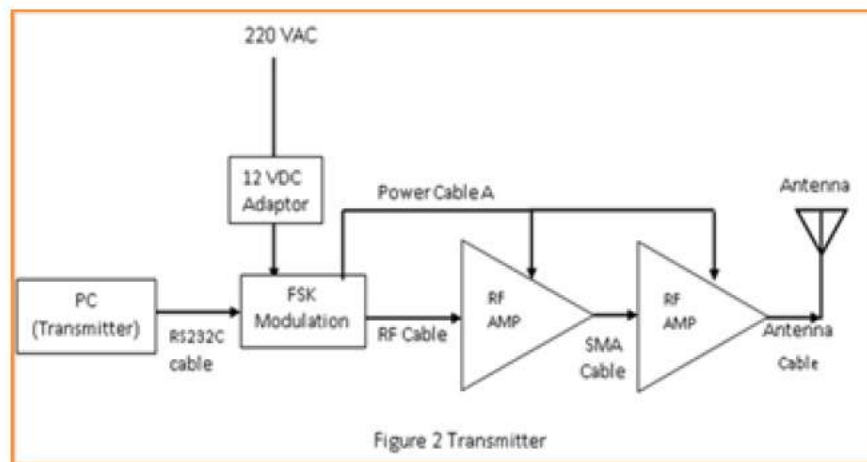 220 VAC
12 VDC
Adaptor
Power Cable A
Antenna
PC
(Transmitter)
RS232C
cable
FSK
Modulation
RF Cable
RF
AMP
SMA
Cable
RF
AMP
Antenna
Cable
Figure 2 Transmitter